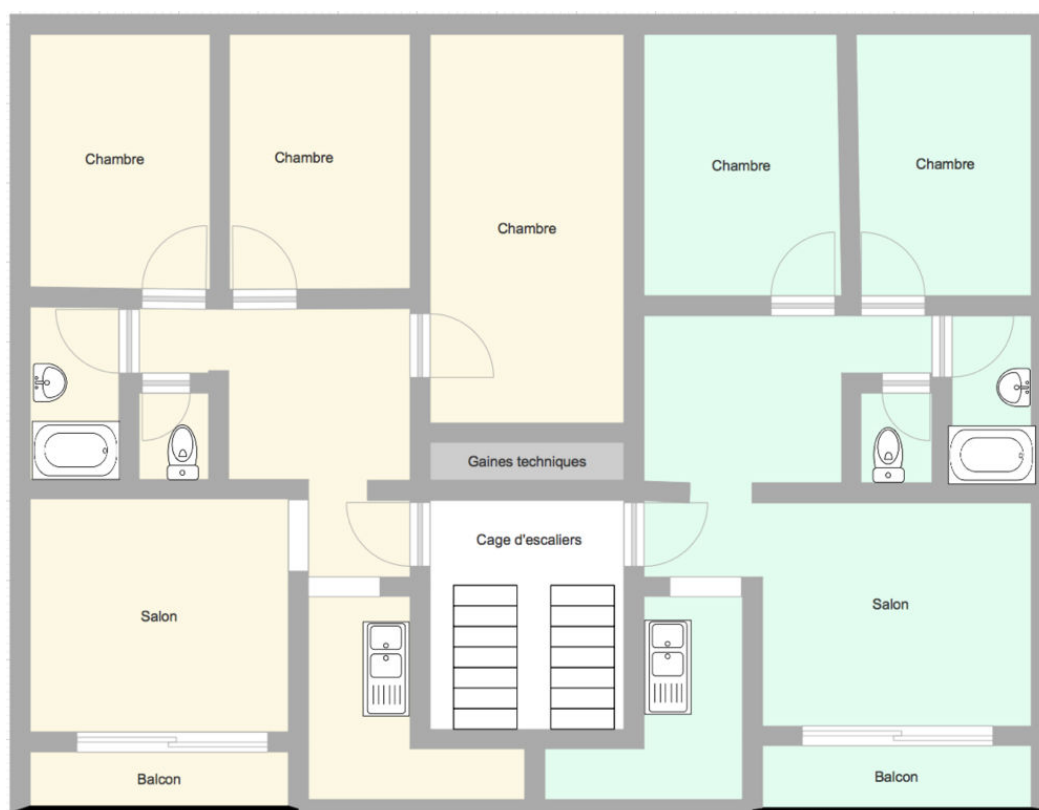 Chambre
Chambre
Chambre
Chambre
Chambre
Gaines techniques
Cage d'escaliers
Salon
Salon
Balcon
Balcon